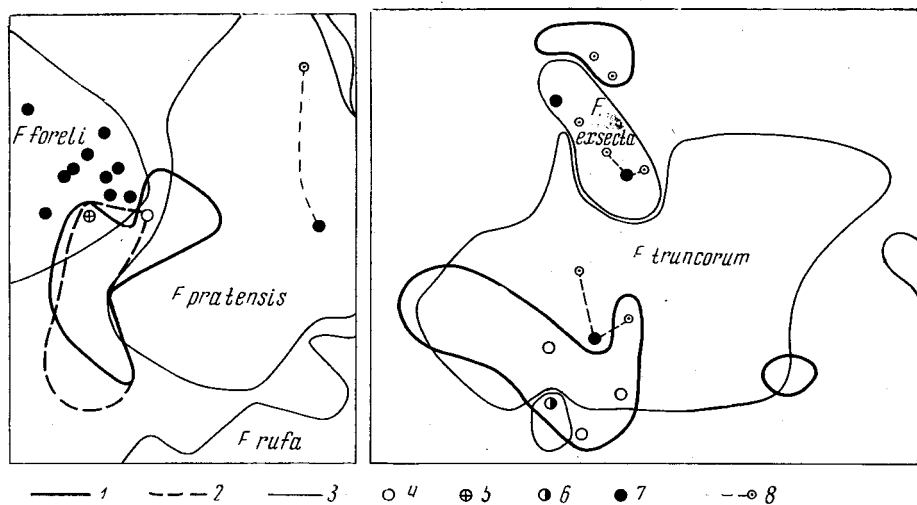 F foreli
F pratensis
F rufa
F.
exsecta
F truncorum
1 2 3 4 5 6 7 8